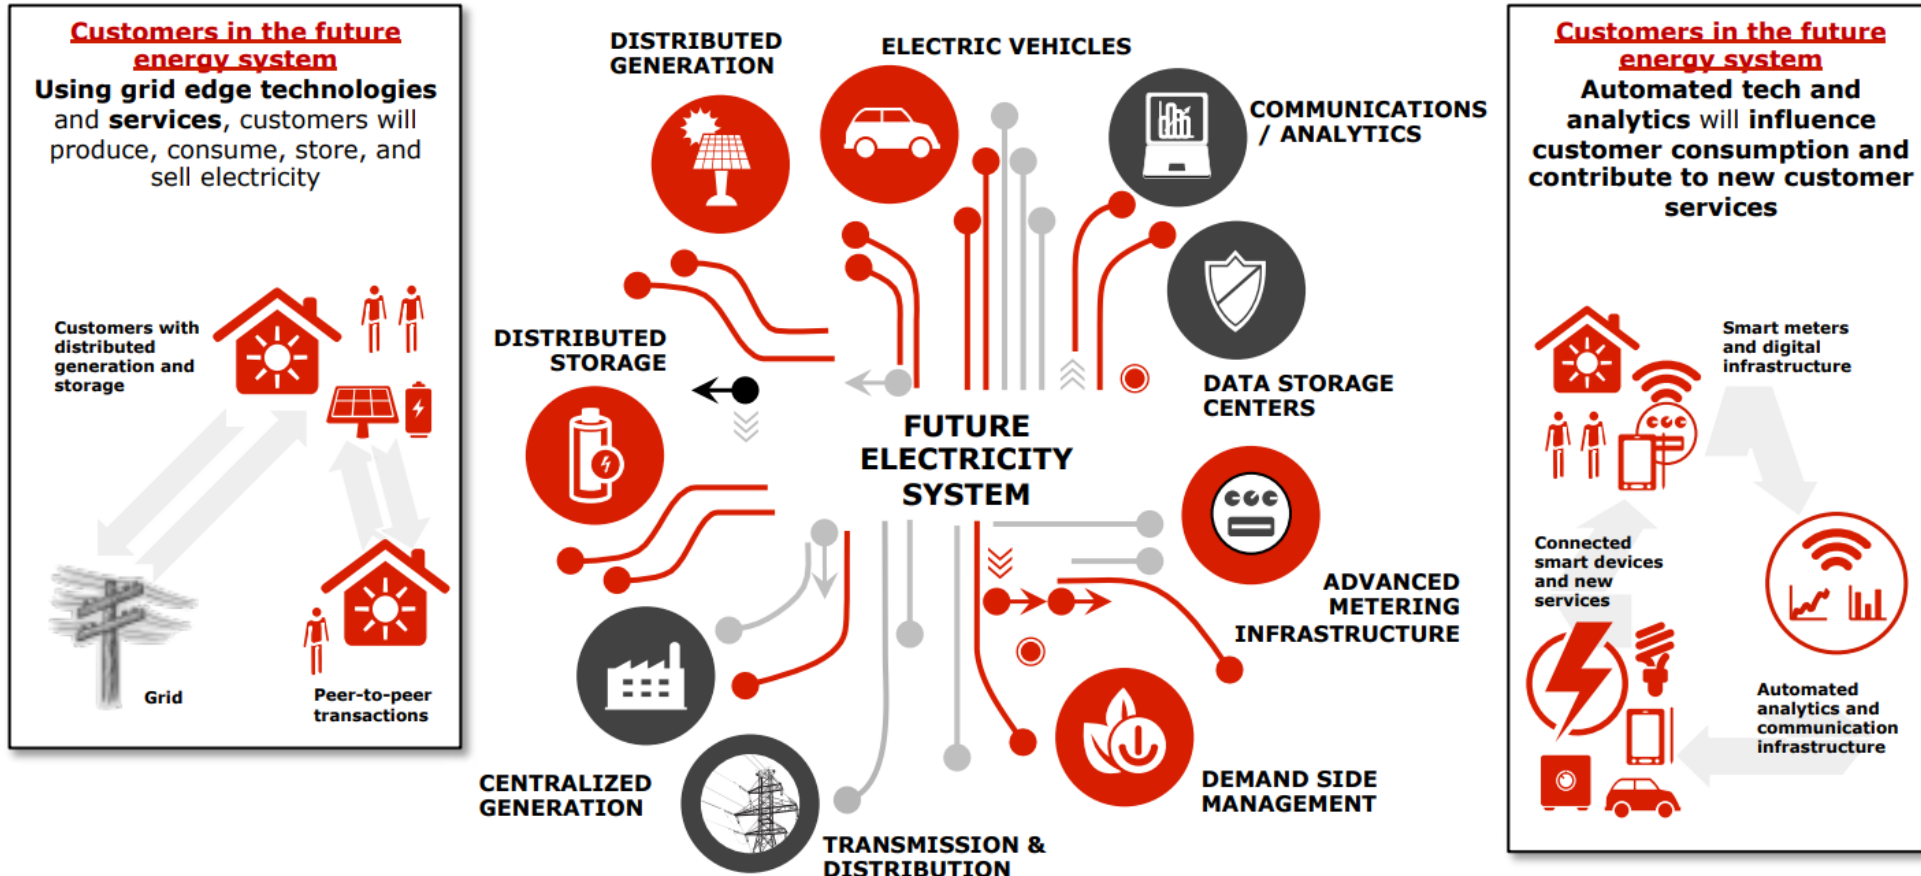 Customers in the future
energy system
Using grid edge technologies
and services, customers will
produce, consume, store, and
sell electricity
Customers with
distributed
generation and
storage
Grid
Peer-to-peer
transactions
DISTRIBUTED
GENERATION
ELECTRIC VEHICLES
COMMUNICATIONS
/ ANALYTICS
DISTRIBUTED
STORAGE
DATA STORAGE
CENTERS
FUTURE
ELECTRICITY
SYSTEM
ADVANCED
METERING
INFRASTRUCTURE
CENTRALIZED
GENERATION
DEMAND SIDE
MANAGEMENT
TRANSMISSION &
DISTRIBUTION
Customers in the future
energy system
Automated tech and
analytics will influence
customer consumption and
contribute to new customer
services
Smart meters
and digital
infrastructure
Connected
smart devices
and new
services
Automated
analytics and
communication
infrastructure